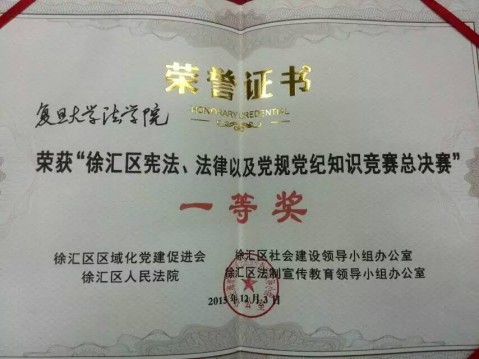 荣誉证书
HONORARY CREDENTIAL
复旦大学法学院
荣获“徐汇区宪法、法律以及党规党纪知识竞赛总决赛”
一等奖
徐汇区区域化党建促进会 徐汇区社会建设领导小组办公室
徐汇区人民法院 徐汇区法制宣传教育领导小组办公室
2015年12月3日